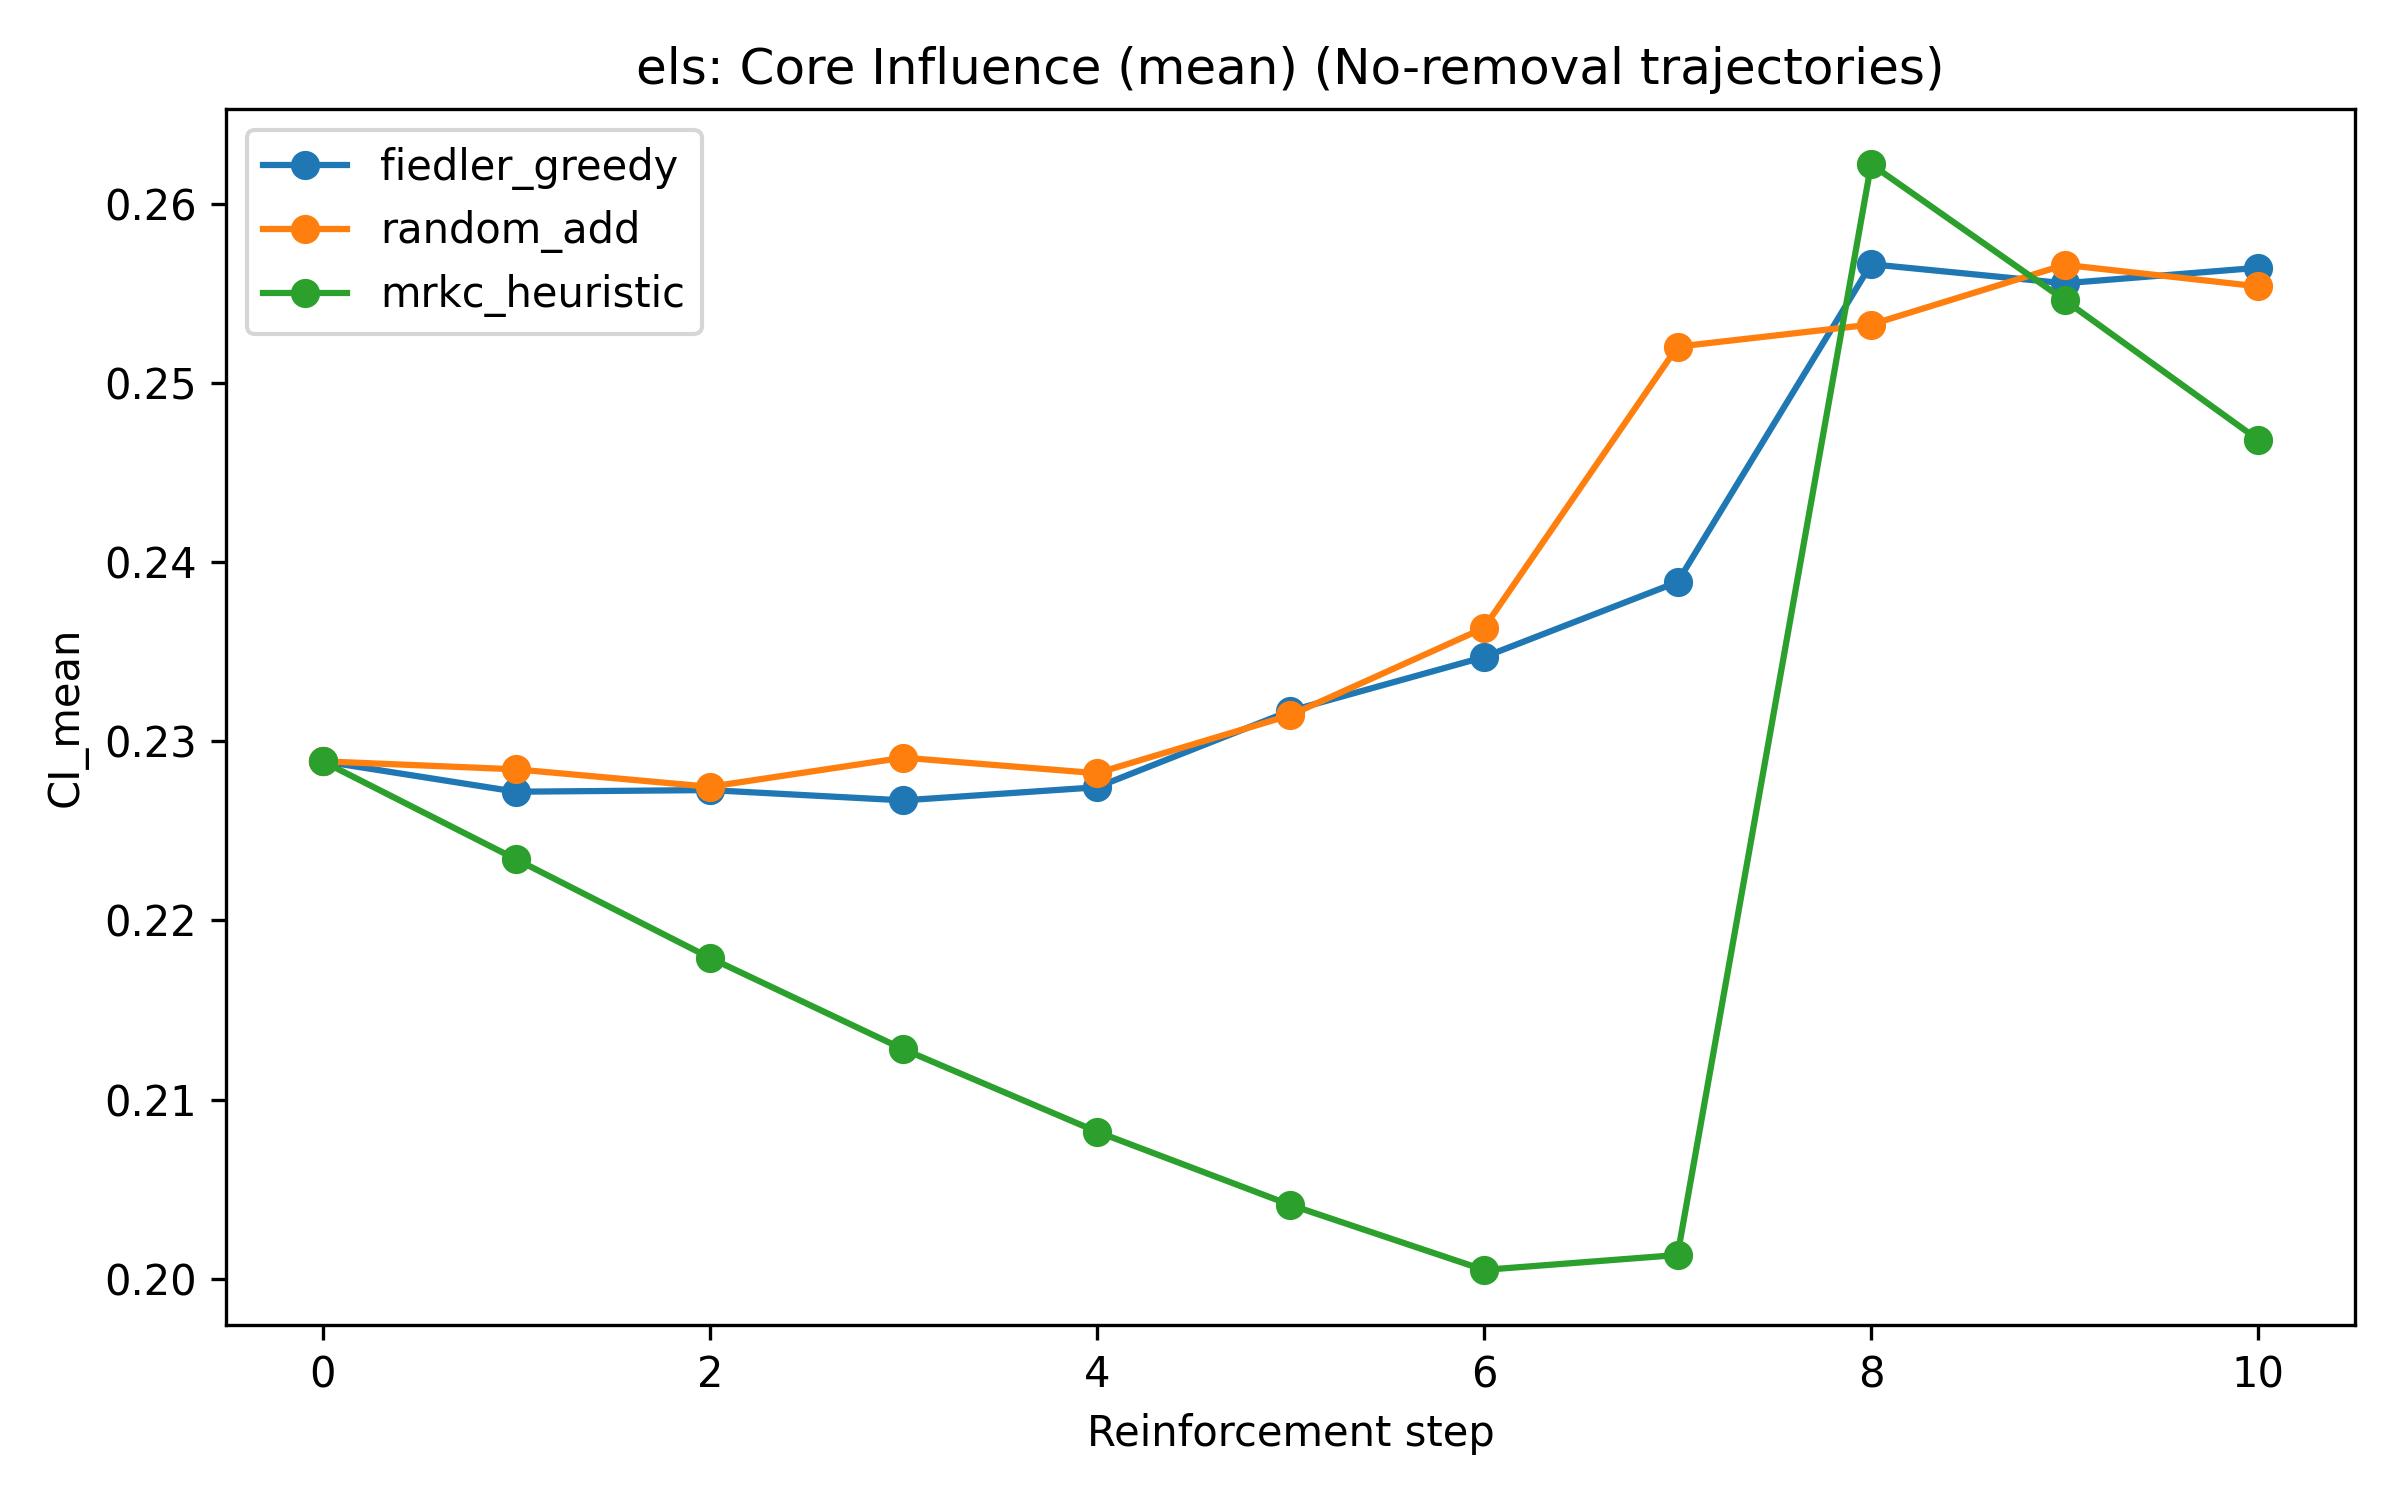 els: Core Influence (mean) (No-removal trajectories)
fiedler_greedy
random_add
mrkc_heuristic
CI_mean
0.26
0.25
0.24
0.23
0.22
0.21
0.20
0
2
4
6
8
10
Reinforcement step